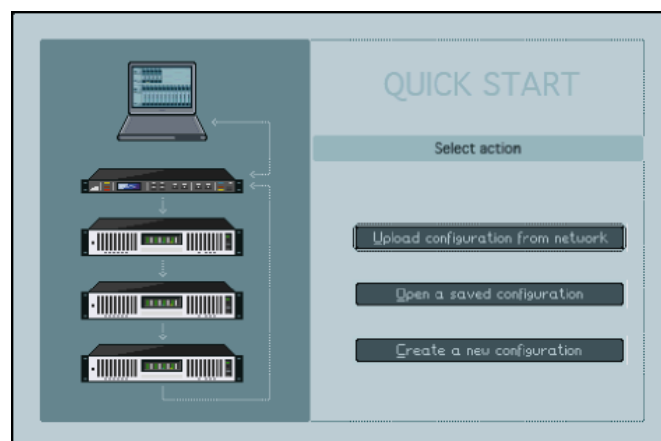 QUICK START
Select action
Upload configuration from network
Open a saved configuration
Create a new configuration